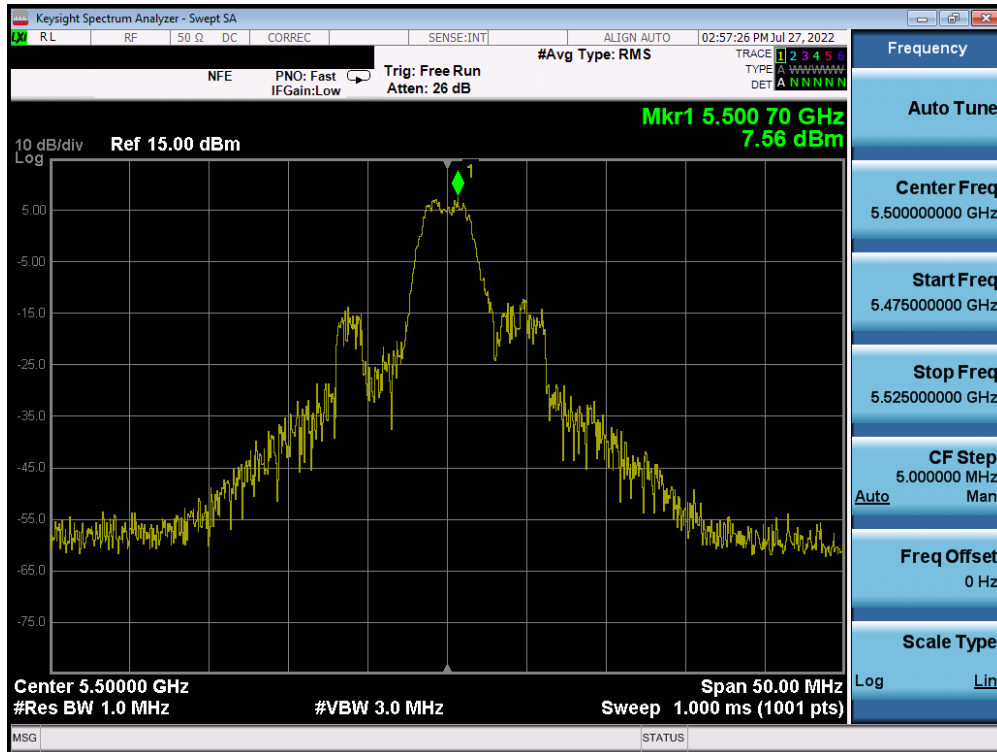 Keysight Spectrum Analyzer - Swept SA
LXI RL RF 50 Ω DC CORREC SENSE:INT ALIGN AUTO 02:57:26 PM Jul 27, 2022
#Avg Type: RMS
TRACE 1 2 3 4 5 6
TYPE A WWWWWW
DET A N N N N N
NFE PNO: Fast Trig: Free Run
IFGain:Low Atten: 26 dB
Mkr1 5.500 70 GHz
7.56 dBm
10 dB/div Ref 15.00 dBm
Log
1
5.00
-5.00
-15.0
-25.0
-35.0
-45.0
-55.0
-65.0
-75.0
Center 5.50000 GHz Span 50.00 MHz
#Res BW 1.0 MHz #VBW 3.0 MHz Sweep 1.000 ms (1001 pts)
MSG STATUS
Frequency
Auto Tune
Center Freq
5.500000000 GHz
Start Freq
5.475000000 GHz
Stop Freq
5.525000000 GHz
CF Step
5.000000 MHz
Auto Man
Freq Offset
0 Hz
Scale Type
Log Lin